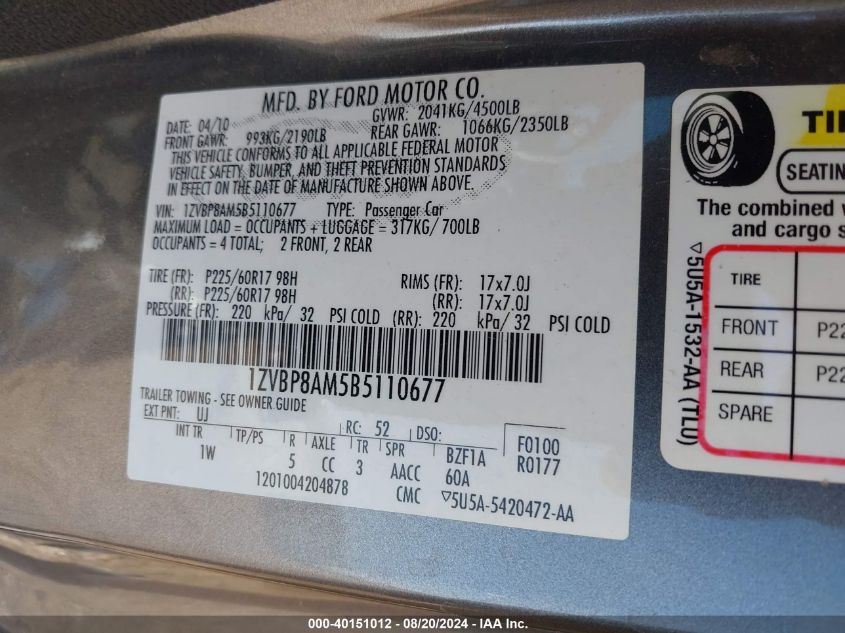 MFD. BY FORD MOTOR CO.
DATE: 04/10 GVWR: 2041KG/4500LB
FRONT GAWR: 993KG/2190LB REAR GAWR: 1066KG/2350LB
THIS VEHICLE CONFORMS TO ALL APPLICABLE FEDERAL MOTOR
VEHICLE SAFETY, BUMPER, AND THEFT PREVENTION STANDARDS
IN EFFECT ON THE DATE OF MANUFACTURE SHOWN ABOVE.
VIN: 1ZVBP8AM5B5110677 TYPE: Passenger Car
MAXIMUM LOAD = OCCUPANTS + LUGGAGE = 317KG/700LB
OCCUPANTS = 4 TOTAL; 2 FRONT, 2 REAR
TIRE (FR): P225/60R17 98H RIMS (FR): 17x7.0J
(RR): P225/60R17 98H (RR): 17x7.0J
PRESSURE (FR): 220 kPa/ 32 PSI COLD (RR): 220 kPa/ 32 PSI COLD
1ZVBP8AM5B5110677
TRAILER TOWING - SEE OWNER GUIDE
EXT PNT: UJ RC: 52 DSO: F0100
INT TR TP/PS R AXLE TR SPR BZF1A R0177
1W 5 CC 3 AACC 60A
1201004204878 CMC ▽5U5A-5420472-AA
TI
SEATIN
The combined
and cargo s
TIRE
FRONT P22
REAR P22
SPARE
▽5U5A-1532-AA (TLU)
000-40151012 - 08/20/2024 - IAA Inc.